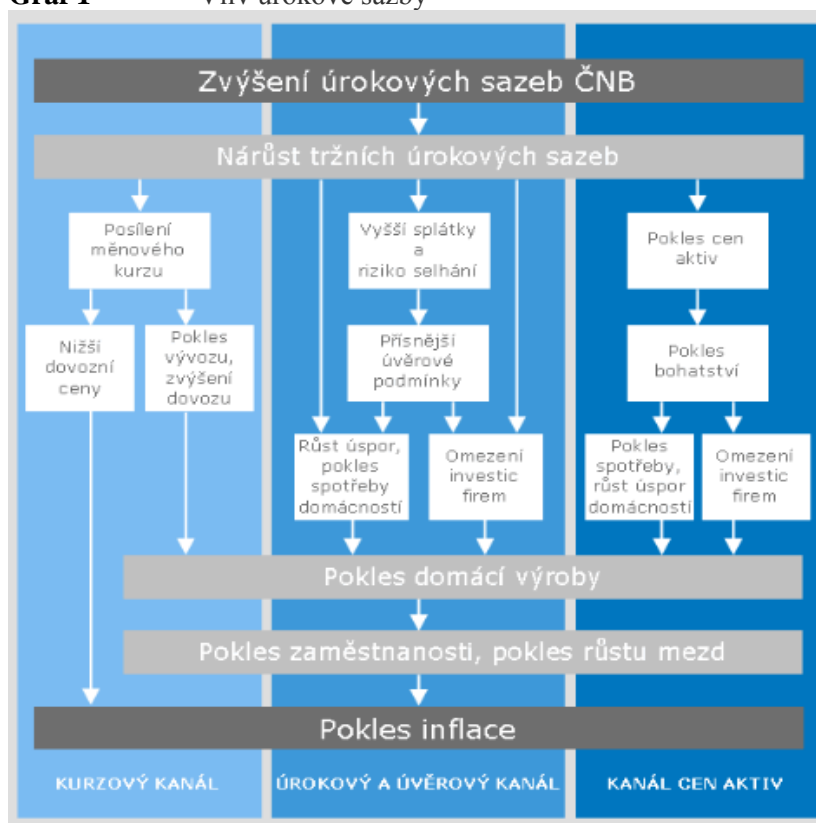 Graf 1 Vliv úrokové sazby
Zvýšení úrokových sazeb ČNB
Nárůst tržních úrokových sazeb
Posílení
měnového
kurzu
Vyšší splátky
a
riziko selhání
Pokles cen
aktiv
Nižší
dovozní
ceny
Pokles
vývozu,
zvýšení
dovozu
Přísnější
úvěrové
podmínky
Pokles
bohatství
Růst úspor,
pokles
spotřeby
domácností
Omezení
investic
firem
Pokles
spotřeby,
růst úspor
domácností
Omezení
investic
firem
Pokles domácí výroby
Pokles zaměstnanosti, pokles růstu mezd
Pokles inflace
KURZOVÝ KANÁL
ÚROKOVÝ A ÚVĚROVÝ KANÁL
KANÁL CEN AKTIV